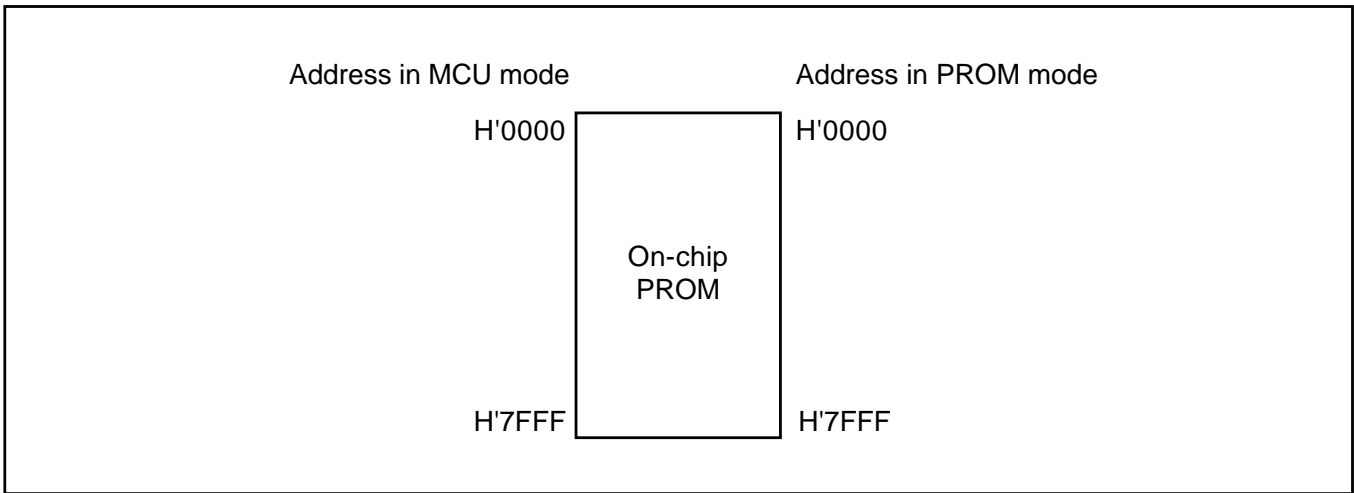 Address in MCU mode
Address in PROM mode
H'0000
H'0000
On-chip
PROM
H'7FFF
H'7FFF